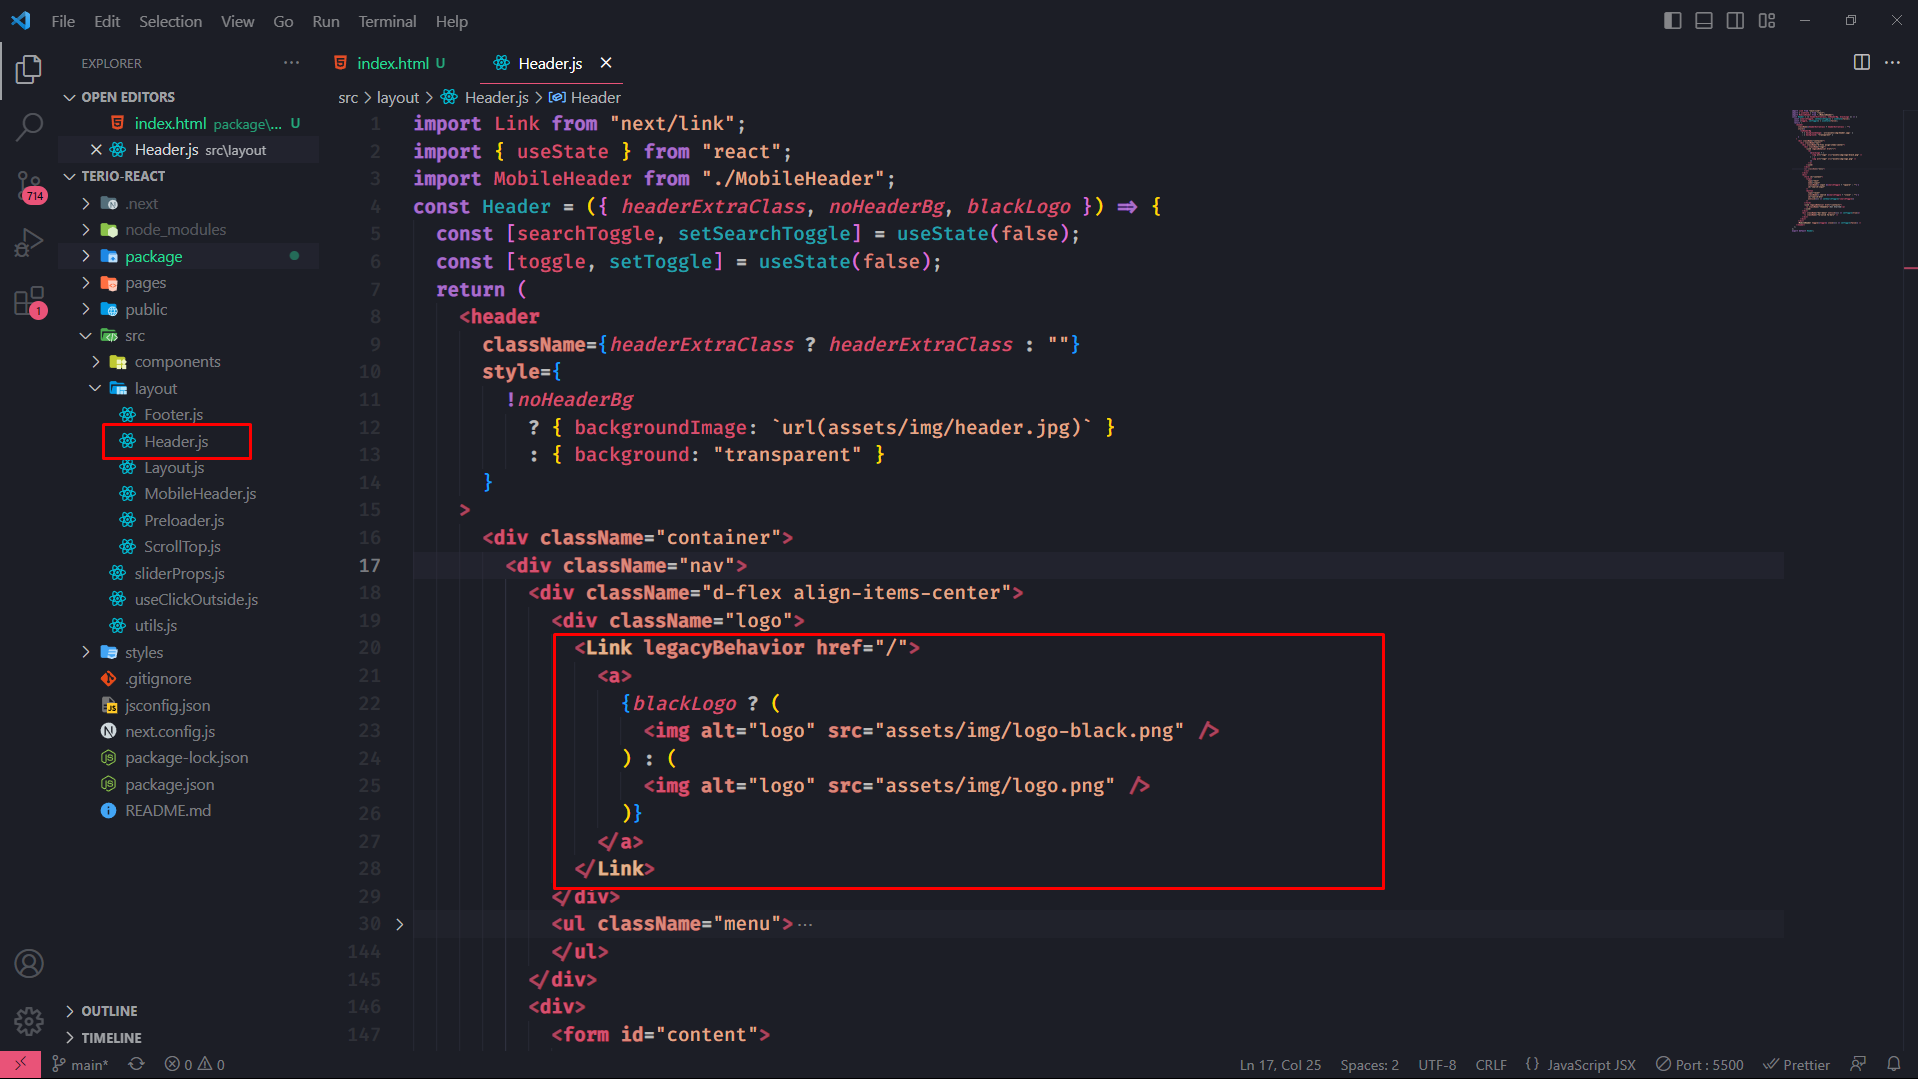 File Edit Selection View Go Run Terminal Help
EXPLORER
index.html U
Header.js
OPEN EDITORS
index.html package\... U
Header.js src\layout
TERIO-REACT
.next
node_modules
package
pages
public
src
components
layout
Footer.js
Header.js
Layout.js
MobileHeader.js
Preloader.js
ScrollTop.js
sliderProps.js
useClickOutside.js
utils.js
styles
.gitignore
jsconfig.json
next.config.js
package-lock.json
package.json
README.md
OUTLINE
TIMELINE
714
1
src > layout > Header.js > Header
1 import Link from "next/link";
2 import { useState } from "react";
3 import MobileHeader from "./MobileHeader";
4 const Header = ({ headerExtraClass, noHeaderBg, blackLogo }) => {
5 const [searchToggle, setSearchToggle] = useState(false);
6 const [toggle, setToggle] = useState(false);
7 return (
8 <header
9 className={headerExtraClass ? headerExtraClass : ""}
10 style={
11 !noHeaderBg
12 ? { backgroundImage: `url(assets/img/header.jpg)` }
13 : { background: "transparent" }
14 }
15 >
16 <div className="container">
17 <div className="nav">
18 <div className="d-flex align-items-center">
19 <div className="logo">
20 <Link legacyBehavior href="/">
21 <a>
22 {blackLogo ? (
23 <img alt="logo" src="assets/img/logo-black.png" />
24 ) : (
25 <img alt="logo" src="assets/img/logo.png" />
26 )}
27 </a>
28 </Link>
29 </div>
30 <ul className="menu">...
144 </ul>
145 </div>
146 <div>
147 <form id="content">
main* 0 0 Ln 17, Col 25 Spaces: 2 UTF-8 CRLF {} JavaScript JSX Port : 5500 Prettier